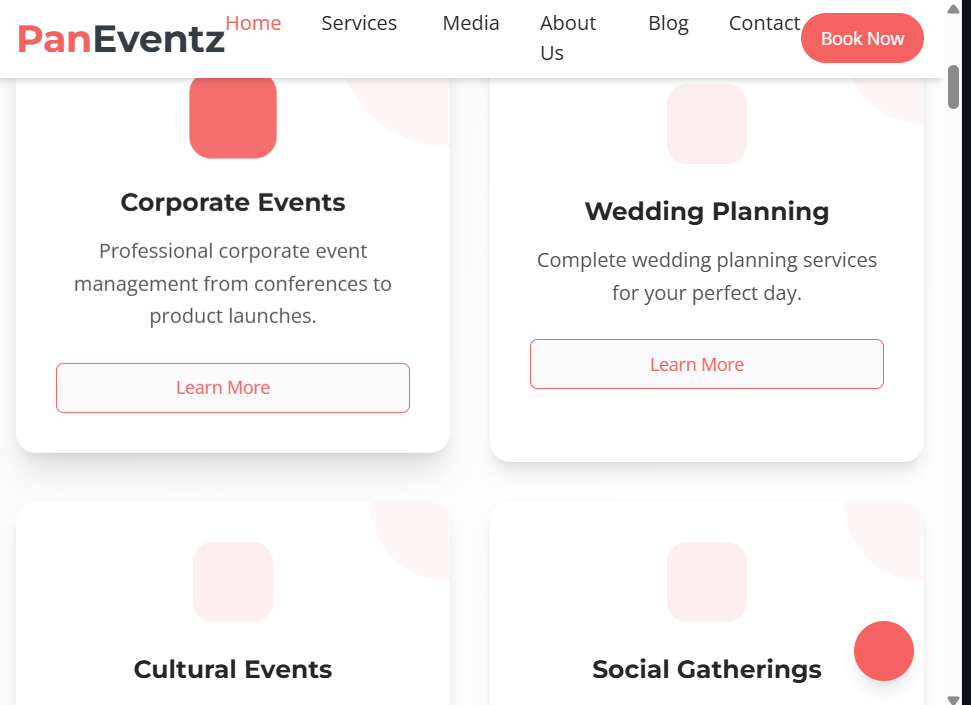 PanEventz
Home
Services
Media
About
Us
Blog
Contact
Book Now
Corporate Events
Professional corporate event
management from conferences to
product launches.
Learn More
Wedding Planning
Complete wedding planning services
for your perfect day.
Learn More
Cultural Events
Social Gatherings